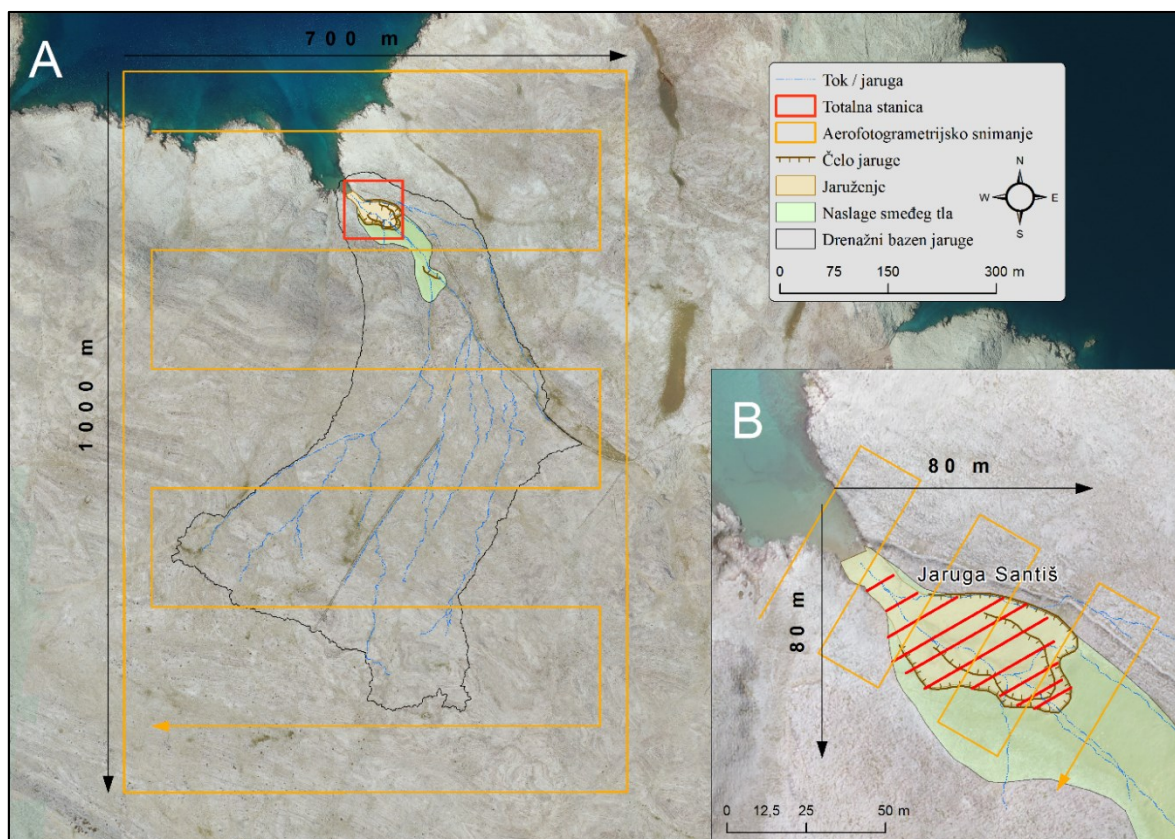 A
700 m
1000 m
Tok / jaruga
Totalna stanica
Aerofotogrametrijsko snimanje
Čelo jaruge
Jaruženje
Naslage smeđeg tla
Drenažni bazen jaruge
N
W E
S
0 75 150 300 m
B
80 m
80 m
Jaruga Santiš
0 12,5 25 50 m